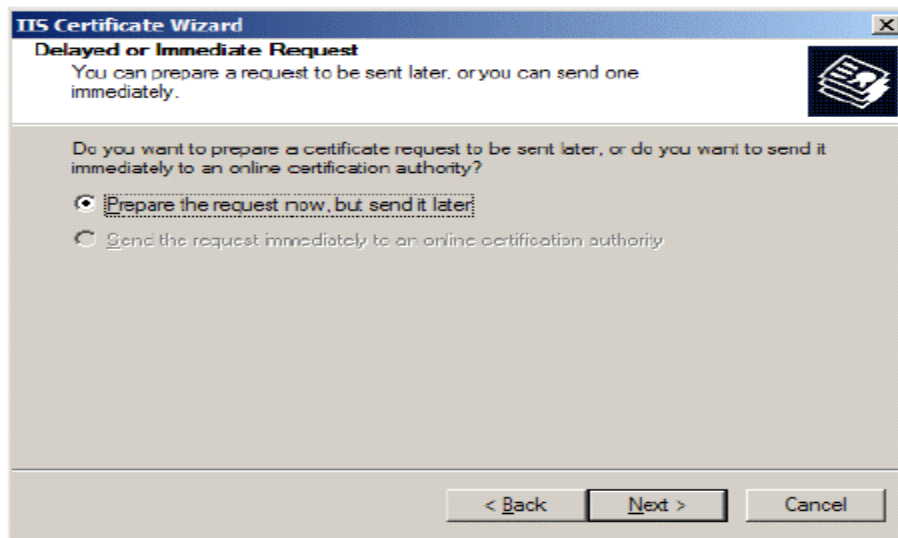 IIS Certificate Wizard
Delayed or Immediate Request
You can prepare a request to be sent later, or you can send one
immediately.
Do you want to prepare a certificate request to be sent later, or do you want to send it
immediately to an online certification authority?
Prepare the request now, but send it later
Send the request immediately to an online certification authority
< Back
Next >
Cancel